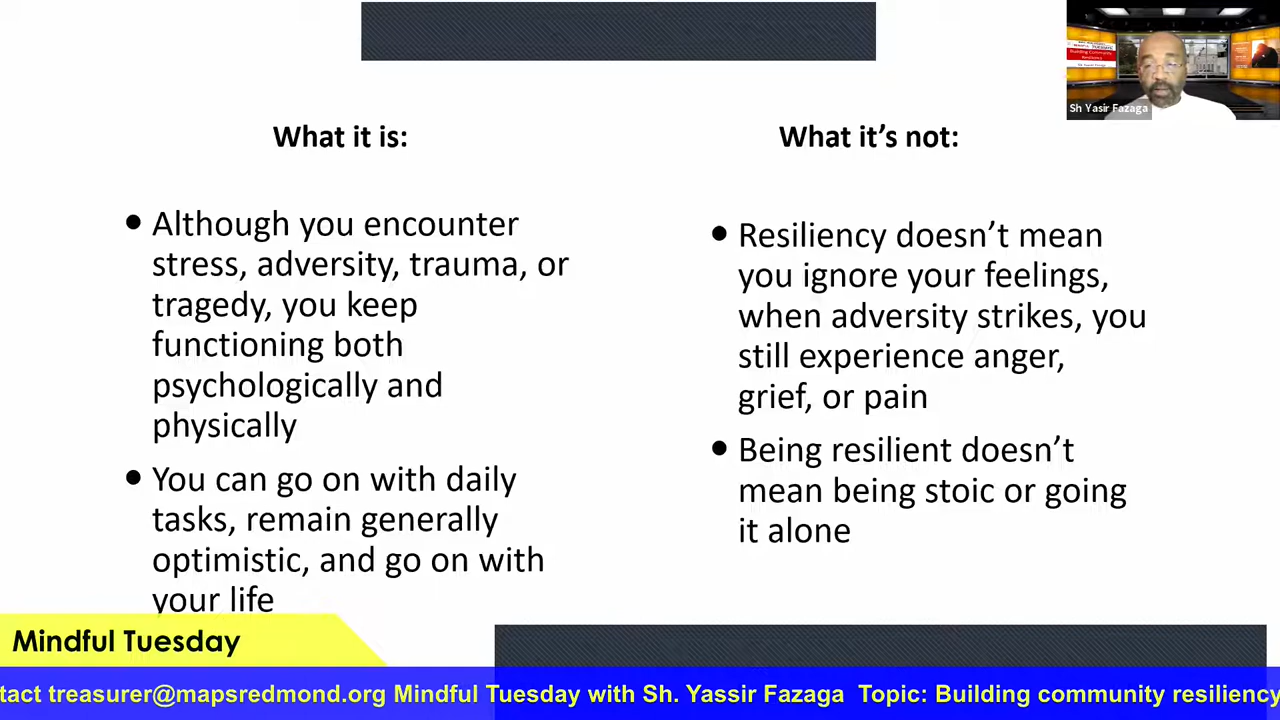 What it is:
Although you encounter
stress, adversity, trauma, or
tragedy, you keep
functioning both
psychologically and
physically
You can go on with daily
tasks, remain generally
optimistic, and go on with
your life
What it’s not:
Resiliency doesn’t mean
you ignore your feelings,
when adversity strikes, you
still experience anger,
grief, or pain
Being resilient doesn’t
mean being stoic or going
it alone
Building Community
Resiliency
Sh Yasir Fazaga
Mindful Tuesday
tact treasurer@mapsredmond.org Mindful Tuesday with Sh. Yassir Fazaga Topic: Building community resiliency